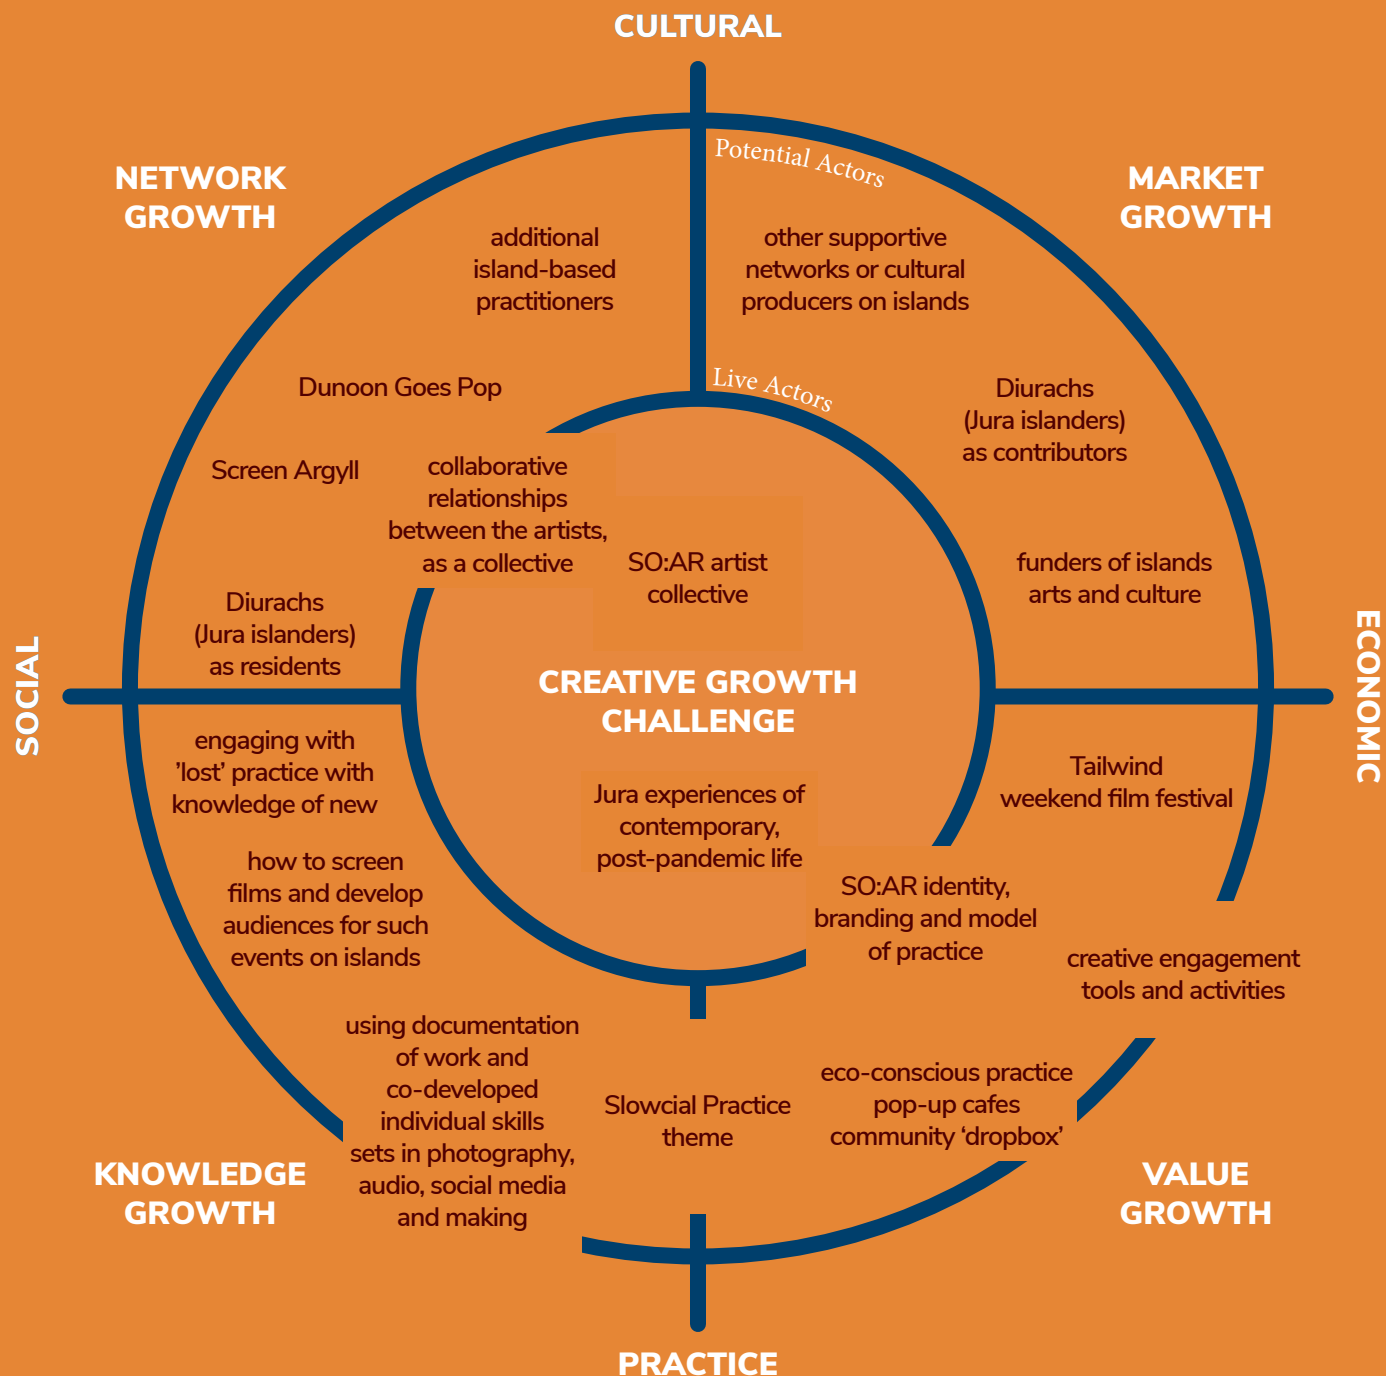 CULTURAL
NETWORK
GROWTH
MARKET
GROWTH
Potential Actors
additional
island-based
practitioners
other supportive
networks or cultural
producers on islands
Dunoon Goes Pop
Live Actors
Diurachs
(Jura islanders)
as contributors
Screen Argyll
collaborative
relationships
between the artists,
as a collective
SO:AR artist
collective
funders of islands
arts and culture
Diurachs
(Jura islanders)
as residents
SOCIAL
ECONOMIC
CREATIVE GROWTH
CHALLENGE
engaging with
’lost’ practice with
knowledge of new
Tailwind
weekend film festival
Jura experiences of
contemporary,
post-pandemic life
how to screen
films and develop
audiences for such
events on islands
SO:AR identity,
branding and model
of practice
creative engagement
tools and activities
using documentation
of work and
co-developed
individual skills
sets in photography,
audio, social media
and making
Slowcial Practice
theme
eco-conscious practice
pop-up cafes
community ‘dropbox’
KNOWLEDGE
GROWTH
VALUE
GROWTH
PRACTICE